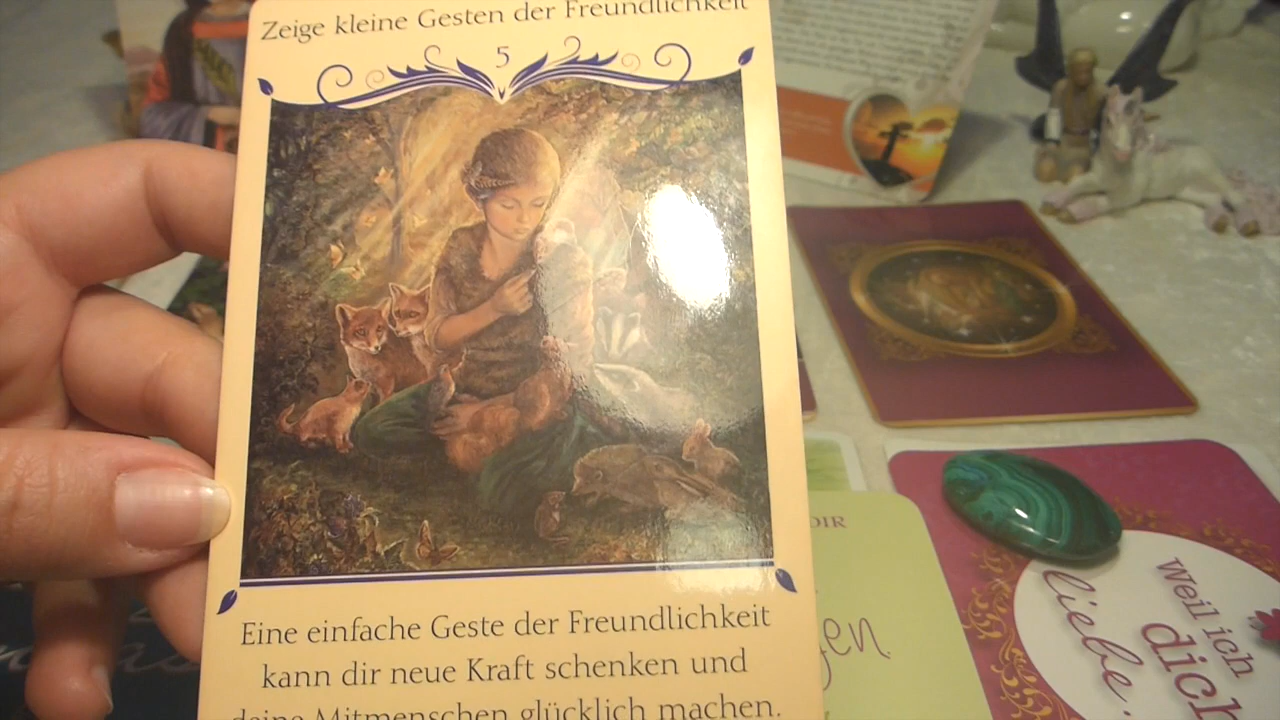 Zeige kleine Gesten der Freundlichkeit
5
Eine einfache Geste der Freundlichkeit
kann dir neue Kraft schenken und
deine Mitmenschen glücklich machen.
DIR
weil ich
dich
liebe.